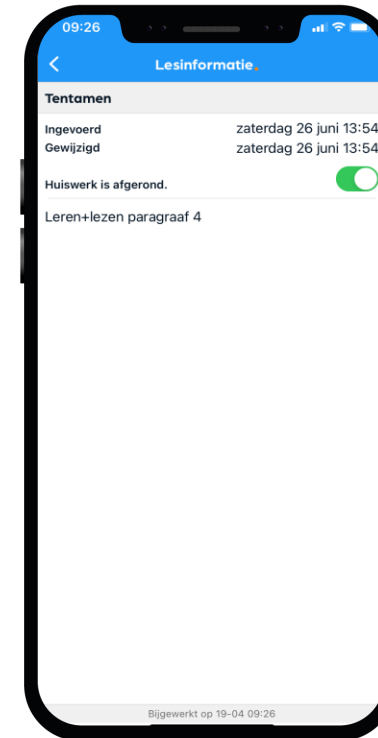 09:26
Lesinformatie.
Tentamen
Ingevoerd zaterdag 26 juni 13:54
Gewijzigd zaterdag 26 juni 13:54
Huiswerk is afgerond.
Leren+lezen paragraaf 4
Bijgewerkt op 19-04 09:26